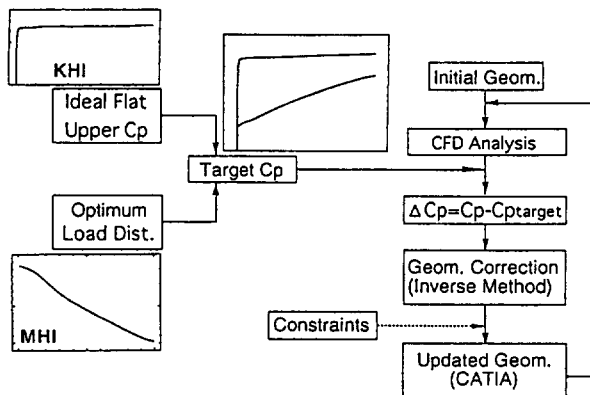 KHI
Ideal Flat
Upper Cp
Target Cp
Optimum
Load Dist.
MHI
Initial Geom.
CFD Analysis
ΔCp=Cp-Cptarget
Geom. Correction
(Inverse Method)
Constraints
Updated Geom.
(CATIA)